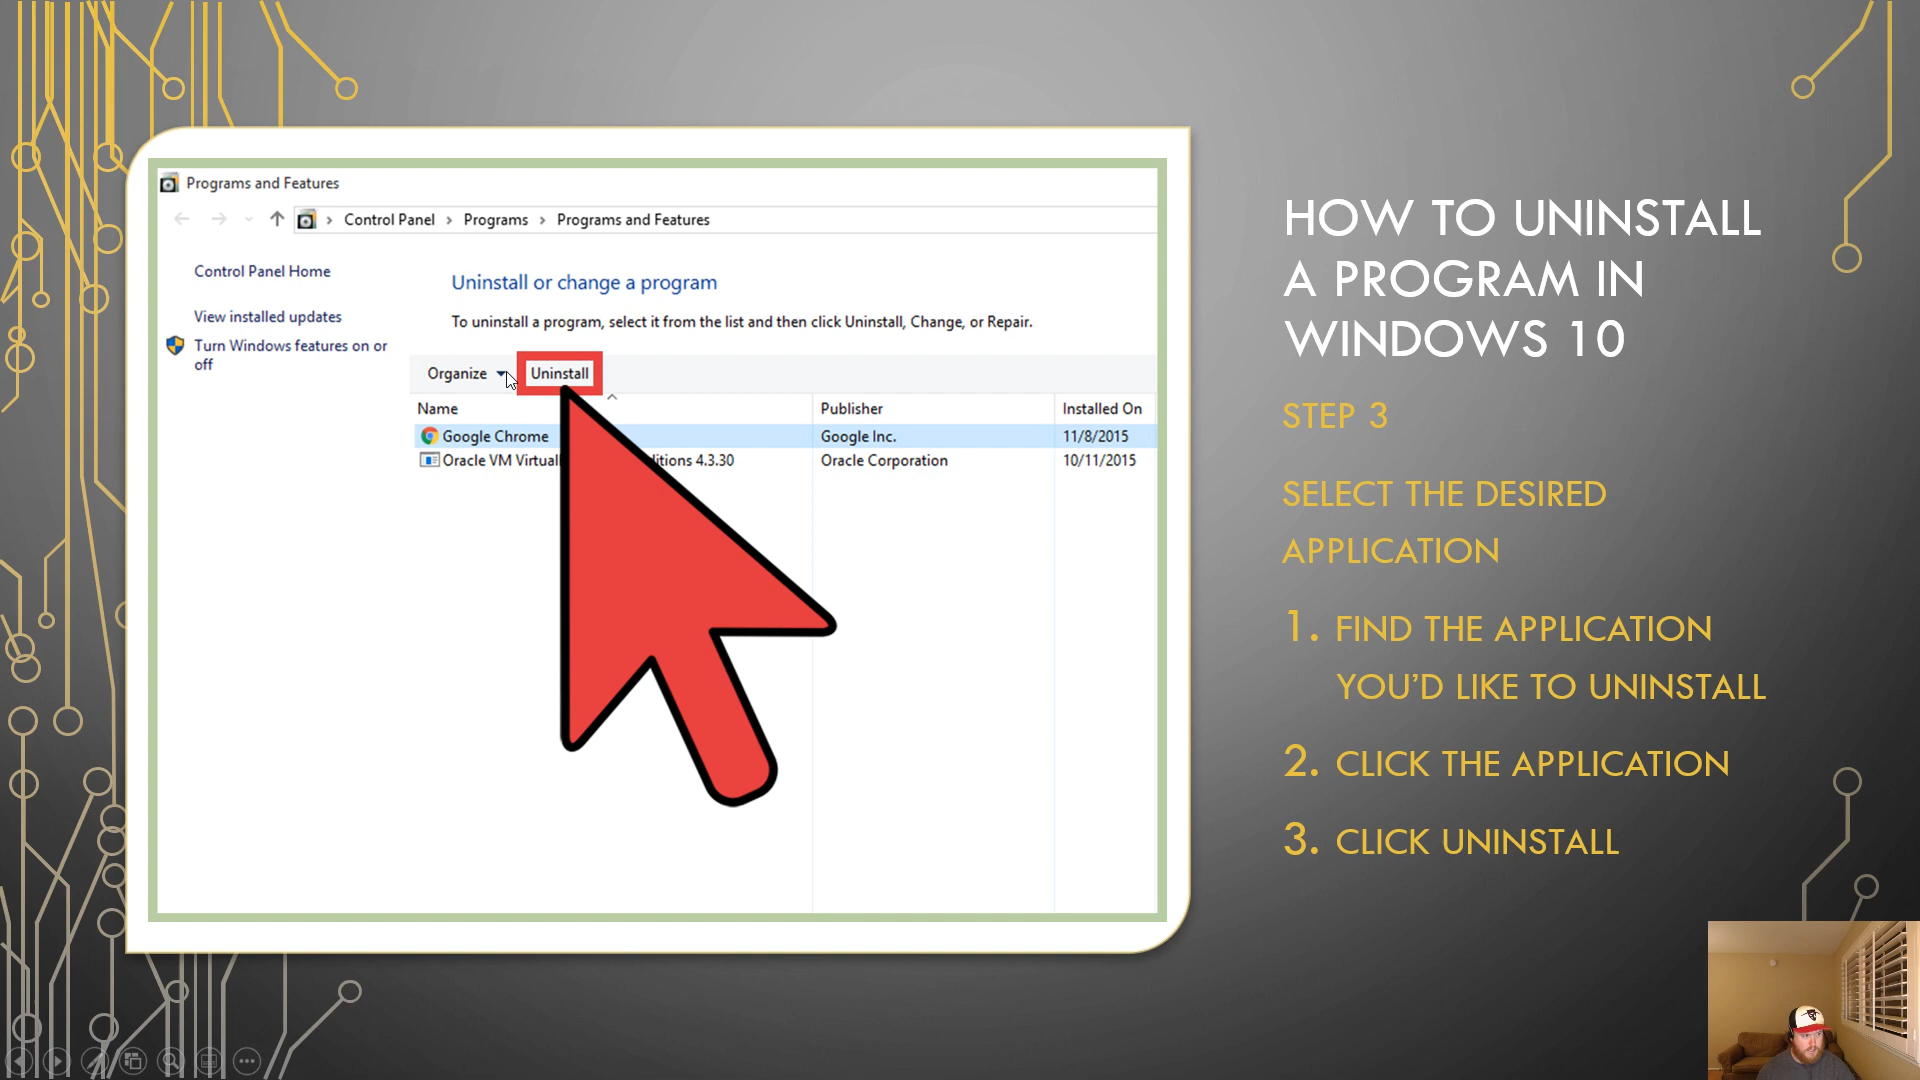 Programs and Features
Control Panel > Programs > Programs and Features
Control Panel Home
View installed updates
Turn Windows features on or
off
Uninstall or change a program
To uninstall a program, select it from the list and then click Uninstall, Change, or Repair.
Organize Uninstall
Name Publisher Installed On
Google Chrome Google Inc. 11/8/2015
Oracle VM 4.3.30 Oracle Corporation 10/11/2015
HOW TO UNINSTALL
A PROGRAM IN
WINDOWS 10
STEP 3
SELECT THE DESIRED
APPLICATION
1. FIND THE APPLICATION
YOU’D LIKE TO UNINSTALL
2. CLICK THE APPLICATION
3. CLICK UNINSTALL